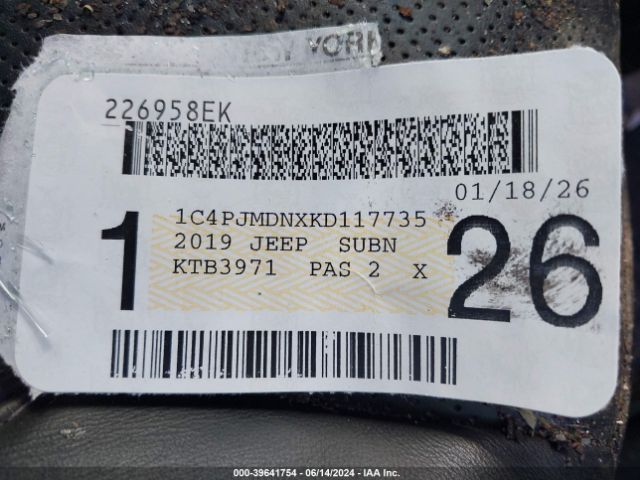 YORK
226958EK
01/18/26
1 1C4PJMDNXKD117735 26
2019 JEEP SUBN
KTB3971 PAS 2 X
000-39641754 - 06/14/2024 - IAA Inc.